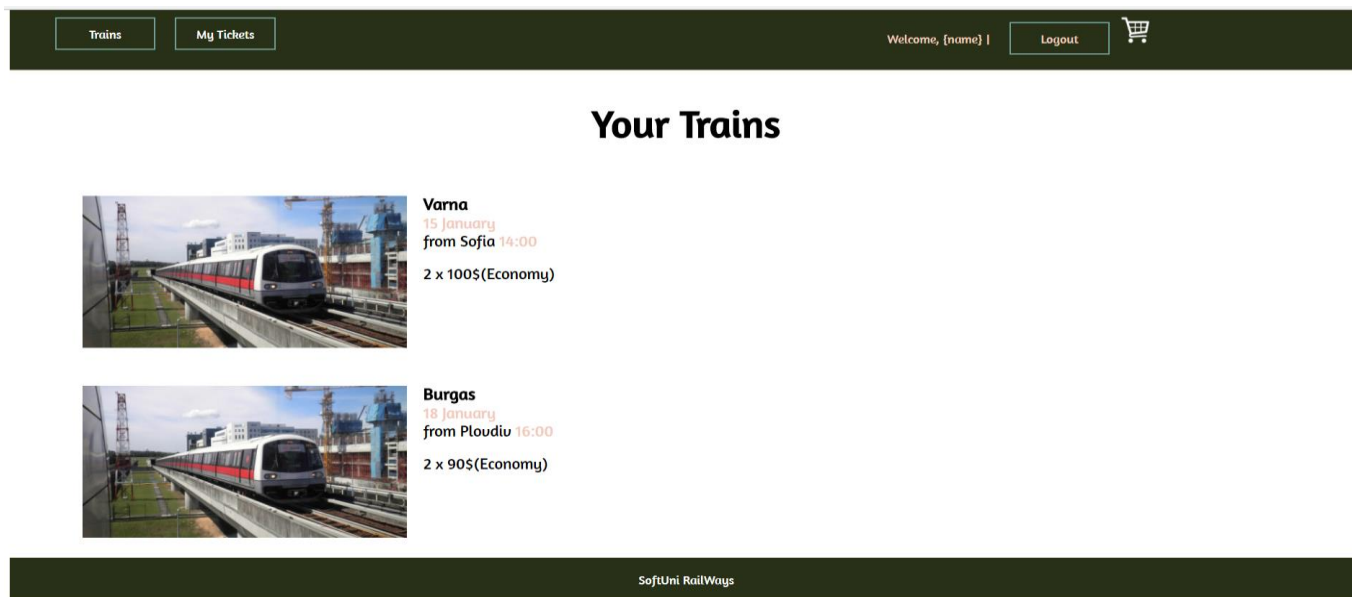 Trains
My Tickets
Welcome, {name} |
Logout
Your Trains
Varna
15 January
from Sofia 14:00
2 x 100$(Economy)
Burgas
18 January
from Plovdiv 16:00
2 x 90$(Economy)
SoftUni RailWays